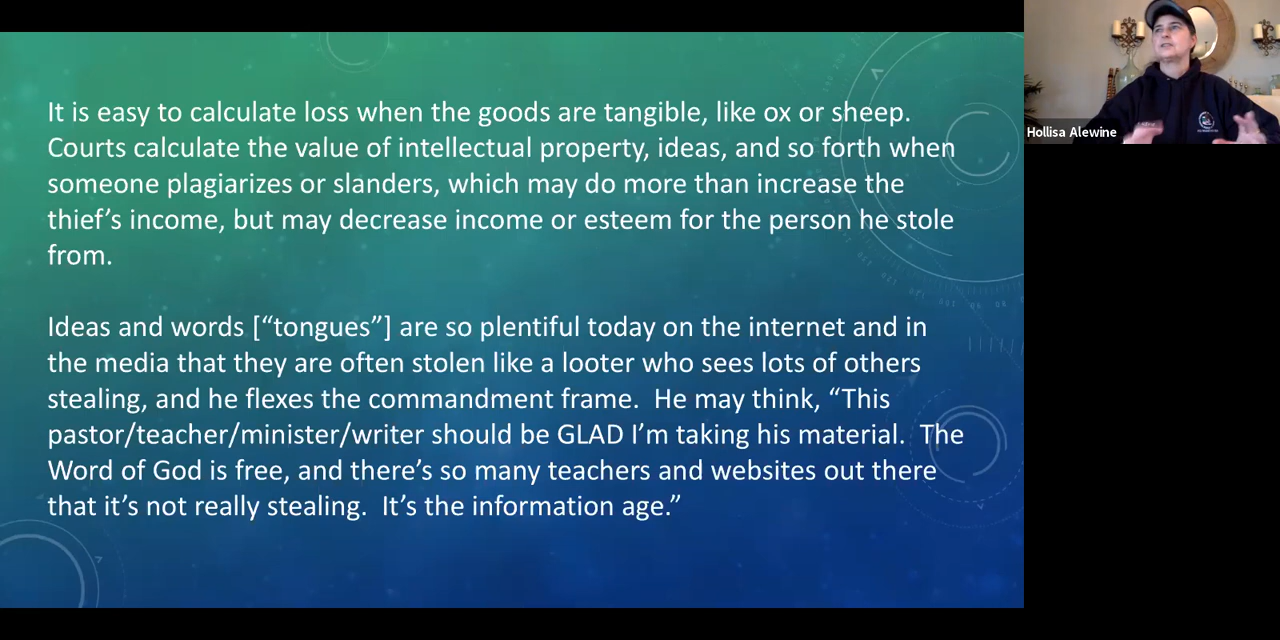 It is easy to calculate loss when the goods are tangible, like ox or sheep.
Courts calculate the value of intellectual property, ideas, and so forth when
someone plagiarizes or slanders, which may do more than increase the
thief’s income, but may decrease income or esteem for the person he stole
from.
Ideas and words [“tongues”] are so plentiful today on the internet and in
the media that they are often stolen like a looter who sees lots of others
stealing, and he flexes the commandment frame.  He may think, “This
pastor/teacher/minister/writer should be GLAD I’m taking his material.  The
Word of God is free, and there’s so many teachers and websites out there
that it’s not really stealing.  It’s the information age.”
Hollisa Alewine